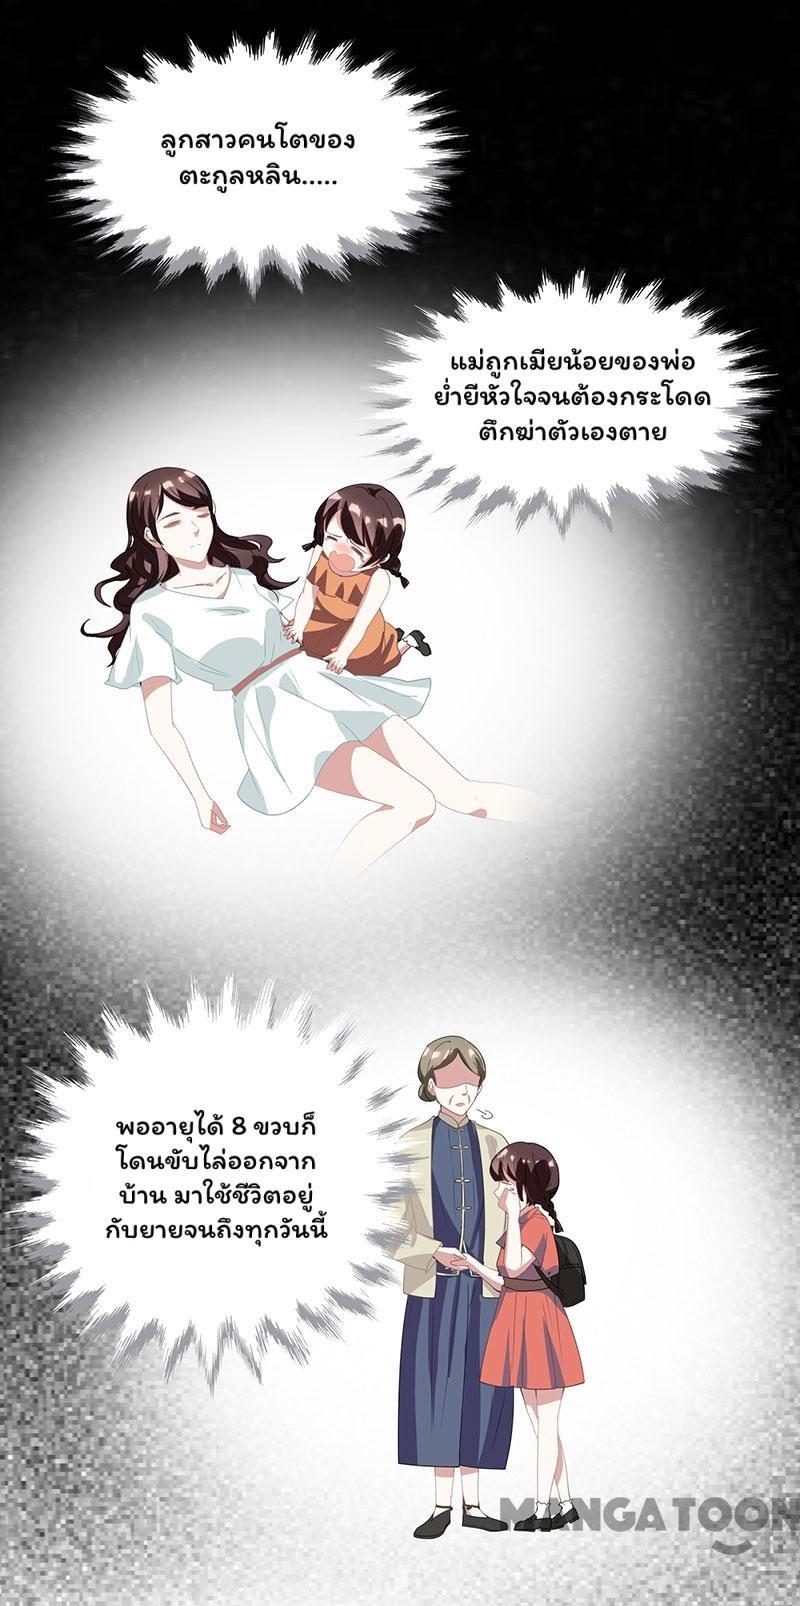 ลูกสาวคนโตของ
ตะกูลหลิน.....
แม่ถูกเมียน้อยของพ่อ
ย่ำยีหัวใจจนต้องกระโดด
ตึกฆ่าตัวเองตาย
พออายุได้ 8 ขวบก็
โดนขับไล่ออกจาก
บ้าน มาใช้ชีวิตอยู่
กับยายจนถึงทุกวันนี้
MANGATOON